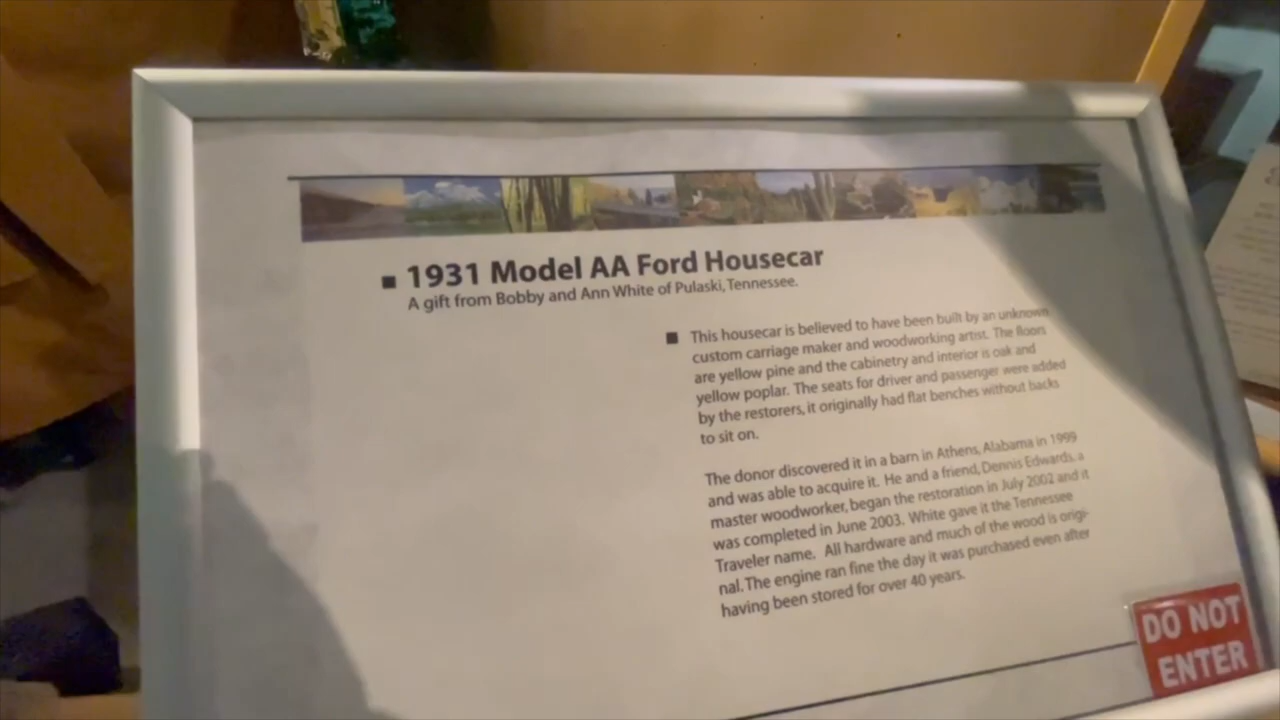 1931 Model AA Ford Housecar
A gift from Bobby and Ann White of Pulaski, Tennessee.
This housecar is believed to have been built by an unknown
custom carriage maker and woodworking artist. The floors
are yellow pine and the cabinetry and interior is oak and
yellow poplar. The seats for driver and passenger were added
by the restorers, it originally had flat benches without backs
to sit on.
The donor discovered it in a barn in Athens, Alabama in 1999
and was able to acquire it. He and a friend, Dennis Edwards, a
master woodworker, began the restoration in July 2002 and it
was completed in June 2003. White gave it the Tennessee
Traveler name. All hardware and much of the wood is origi-
nal. The engine ran fine the day it was purchased even after
having been stored for over 40 years.
DO NOT
ENTER